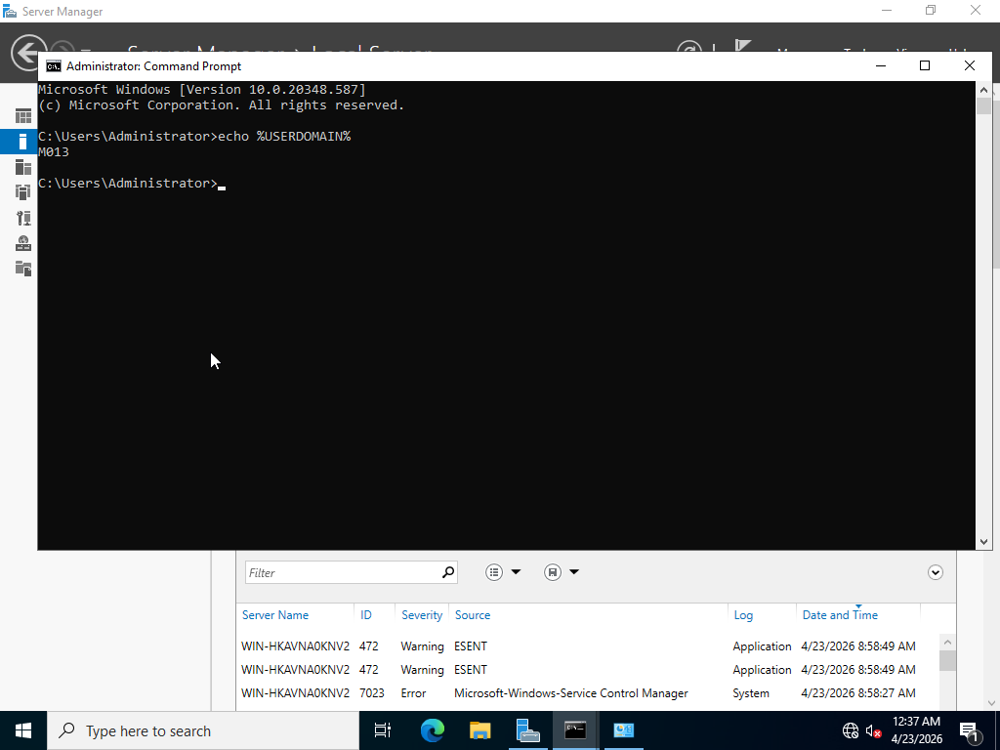 Server Manager
Administrator: Command Prompt
Microsoft Windows [Version 10.0.20348.587]
(c) Microsoft Corporation. All rights reserved.
C:\Users\Administrator>echo %USERDOMAIN%
M013
C:\Users\Administrator>
Filter
Server Name ID Severity Source Log Date and Time
WIN-HKAVNA0KNV2 472 Warning ESENT Application 4/23/2026 8:58:49 AM
WIN-HKAVNA0KNV2 472 Warning ESENT Application 4/23/2026 8:58:49 AM
WIN-HKAVNA0KNV2 7023 Error Microsoft-Windows-Service Control Manager System 4/23/2026 8:58:27 AM
Type here to search
12:37 AM
4/23/2026
1